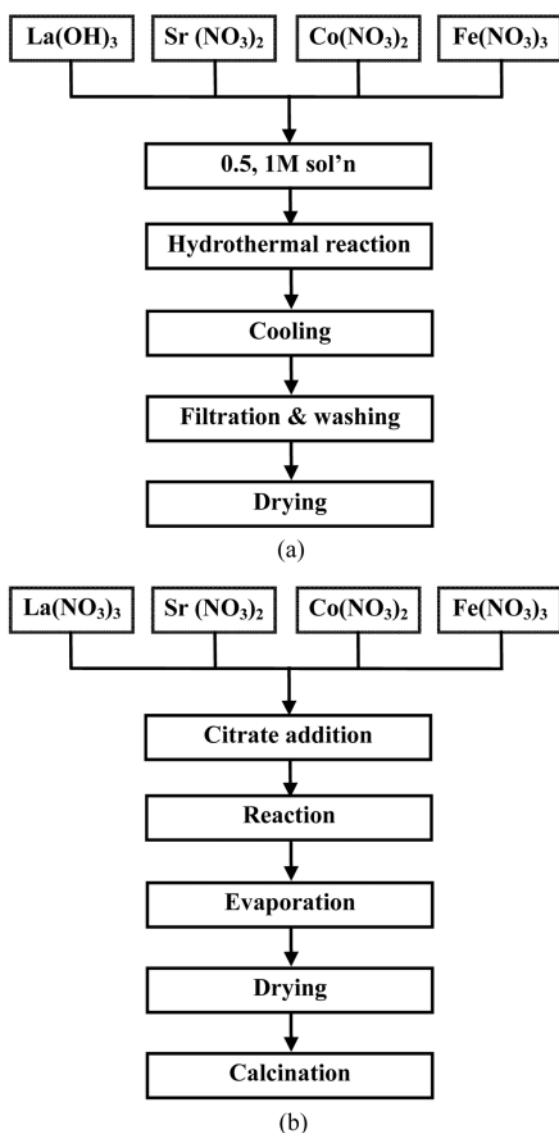 La(OH)₃ Sr (NO₃)₂ Co(NO₃)₂ Fe(NO₃)₃
0.5, 1M sol’n
Hydrothermal reaction
Cooling
Filtration & washing
Drying
(a)
La(NO₃)₃ Sr (NO₃)₂ Co(NO₃)₂ Fe(NO₃)₃
Citrate addition
Reaction
Evaporation
Drying
Calcination
(b)